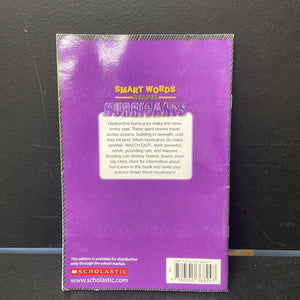 SMART WORDS
READER
HURRICANES
Destructive hurricanes make the news
every year. These giant storms travel
across oceans, building in strength, until
they hit land. When hurricanes do make
landfall—WATCH OUT!—their powerful
winds, pounding rain, and massive
flooding can destroy homes, towns, even
big cities. Hunt for information about
hurricanes in this book and build your
science Smart Word vocabulary!
This edition is available for distribution
only through the school market.
SCHOLASTIC
www.scholastic.com